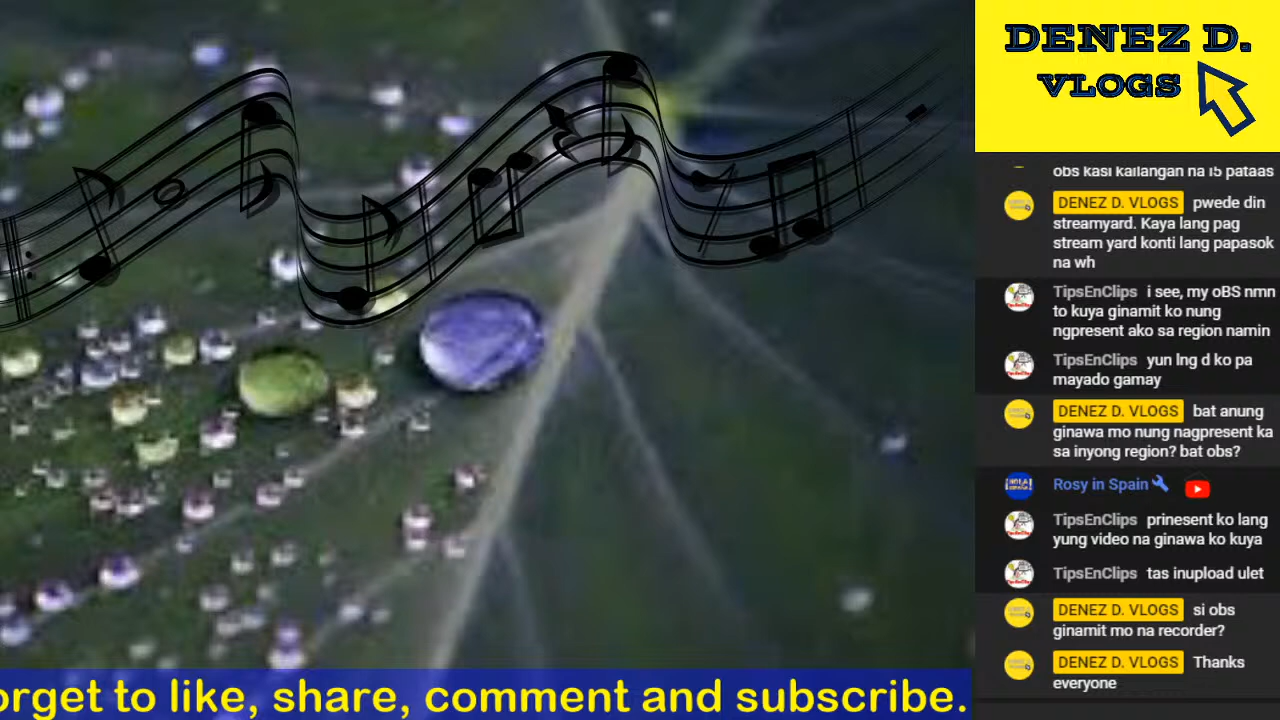 DENEZ D.
VLOGS
obs kasi kailangan na i5 pataas
DENEZ D. VLOGS pwede din
streamyard. Kaya lang pag
stream yard konti lang papasok
na wh
TipsEnClips i see, my oBS nmn
to kuya ginamit ko nung
ngpresent ako sa region namin
TipsEnClips yun lng d ko pa
mayado gamay
DENEZ D. VLOGS bat anung
ginawa mo nung nagpresent ka
sa inyong region? bat obs?
Rosy in Spain
TipsEnClips prinesent ko lang
yung video na ginawa ko kuya
TipsEnClips tas inupload ulet
DENEZ D. VLOGS si obs
ginamit mo na recorder?
DENEZ D. VLOGS Thanks
everyone
orget to like, share, comment and subscribe.